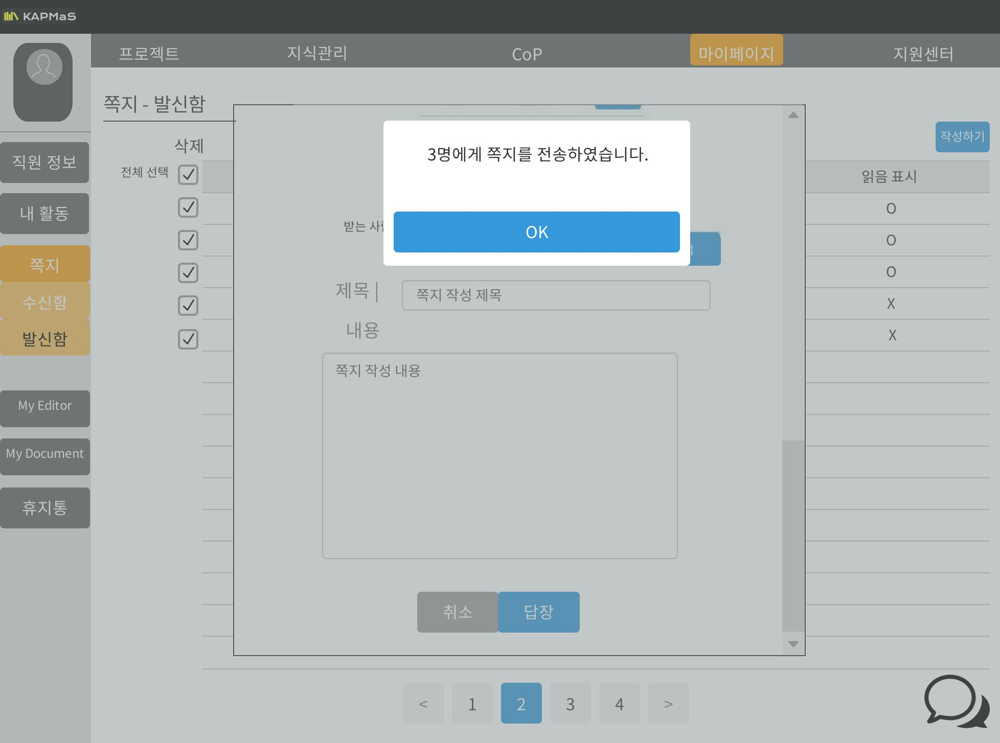 KAPMaS
프로젝트
지식관리
CoP
마이페이지
지원센터
쪽지 - 발신함
작성하기
삭제
전체 선택
읽음 표시
O
O
O
X
X
직원 정보
내 활동
쪽지
수신함
발신함
My Editor
My Document
휴지통
3명에게 쪽지를 전송하였습니다.
OK
받는
제목 |
쪽지 작성 제목
내용
쪽지 작성 내용
취소
답장
<
1
2
3
4
>